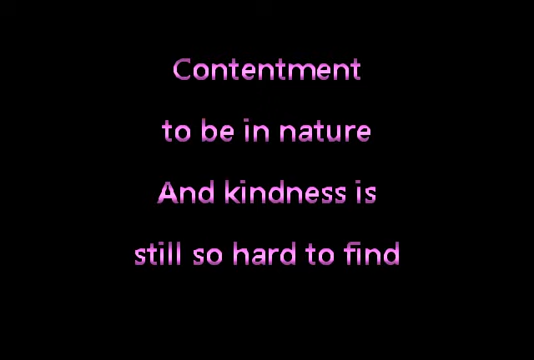 Contentment
to be in nature
And kindness is
still so hard to find